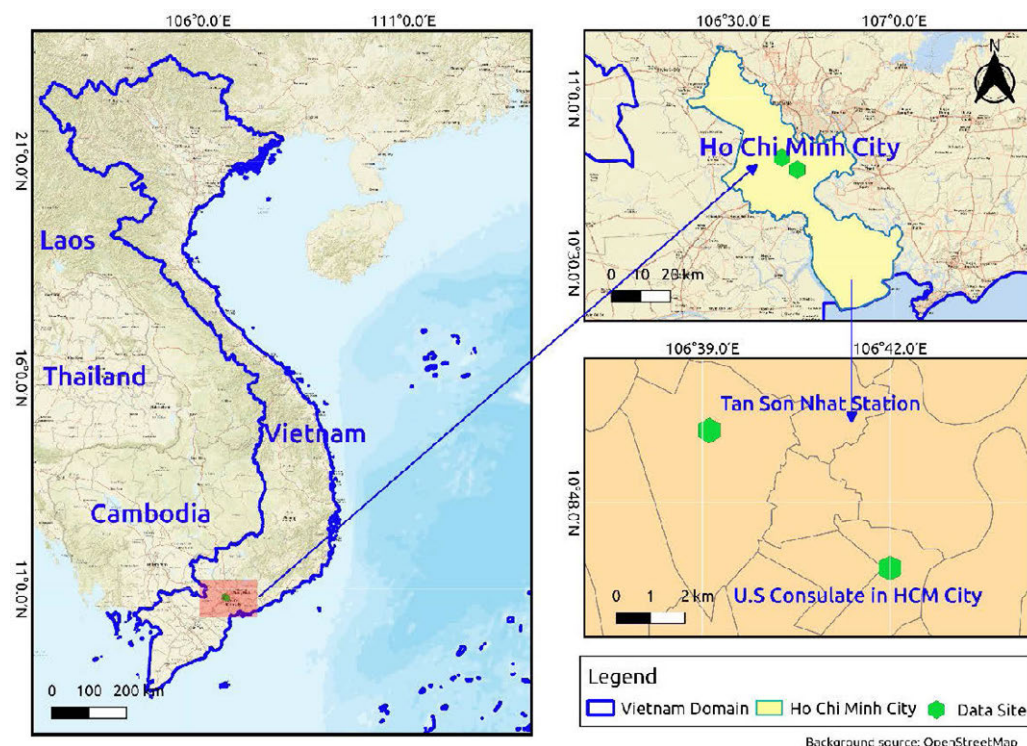 106°0.0'E 111°0.0'E
21°0.0'N
16°0.0'N
11°0.0'N
Laos
Thailand
Vietnam
Cambodia
0 100 200 km
106°30.0'E 107°0.0'E
11°0.0'N
10°30.0'N
N
Ho Chi Minh City
0 10 20 km
106°39.0'E 106°42.0'E
10°48.0'N
Tan Son Nhat Station
U.S Consulate in HCM City
0 1 2 km
Legend
Vietnam Domain Ho Chi Minh City Data Site
Background source: OpenStreetMap